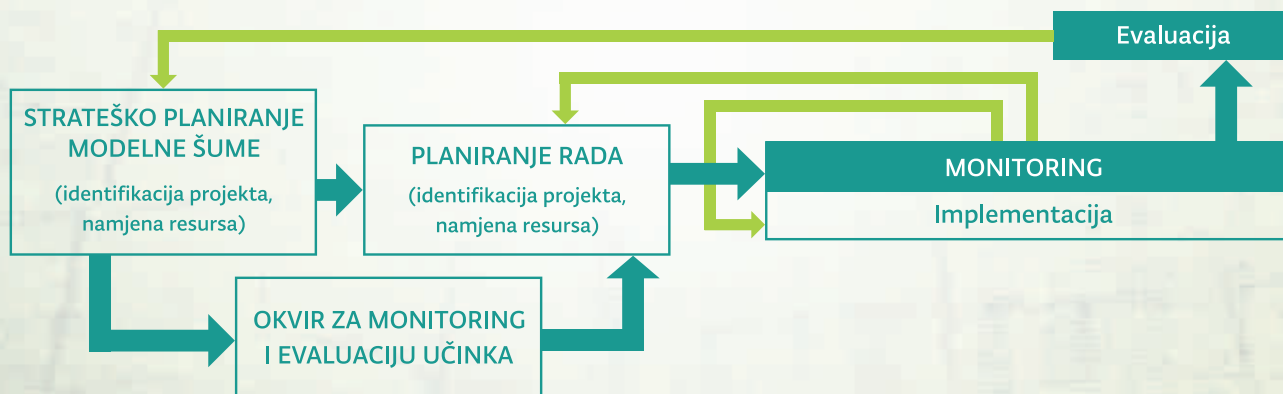 Evaluacija
STRATEŠKO PLANIRANJE
MODELNE ŠUME
(identifikacija projekta,
namjena resursa)
PLANIRANJE RADA
(identifikacija projekta,
namjena resursa)
MONITORING
Implementacija
OKVIR ZA MONITORING
I EVALUACIJU UČINKA